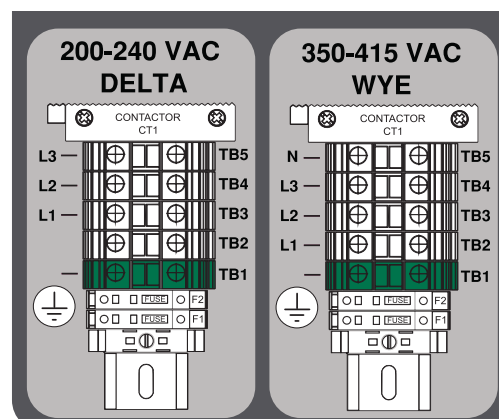 200-240 VAC
DELTA
CONTACTOR
CT1
L3 TB5
L2 TB4
L1 TB3
TB2
TB1
FUSE F2
FUSE F1
350-415 VAC
WYE
CONTACTOR
CT1
N TB5
L3 TB4
L2 TB3
L1 TB2
TB1
FUSE F2
FUSE F1